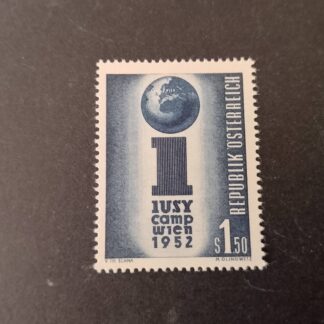 i
IUSY
camp
wien
1952
REPUBLIK ÖSTERREICH
S 1.50